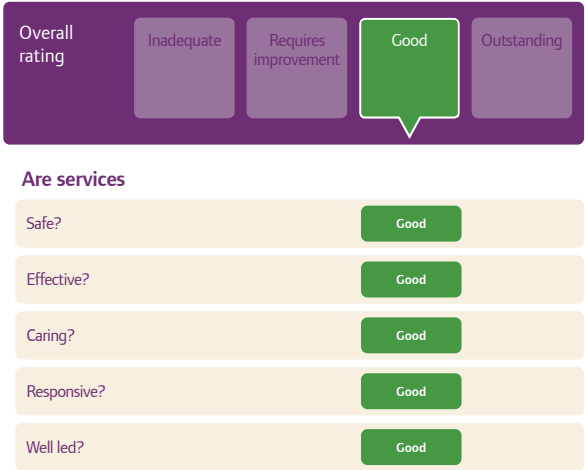 Overall
rating
Inadequate
Requires
improvement
Good
Outstanding
Are services
Safe? Good
Effective? Good
Caring? Good
Responsive? Good
Well led? Good